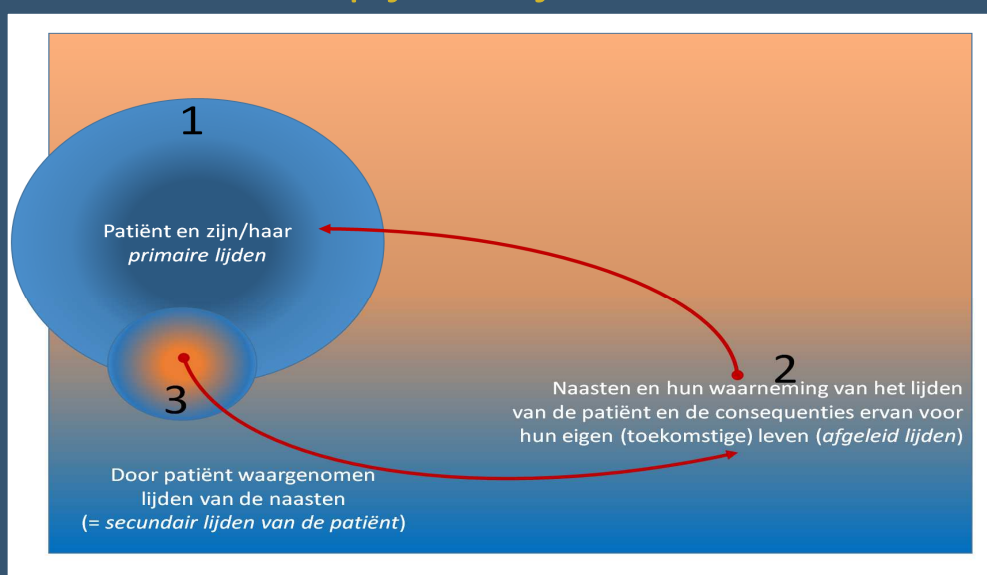 1
Patiënt en zijn/haar
primaire lijden
2
Naasten en hun waarneming van het lijden
van de patiënt en de consequenties ervan voor
hun eigen (toekomstige) leven (afgeleid lijden)
3
Door patiënt waargenomen
lijden van de naasten
(= secundair lijden van de patiënt)